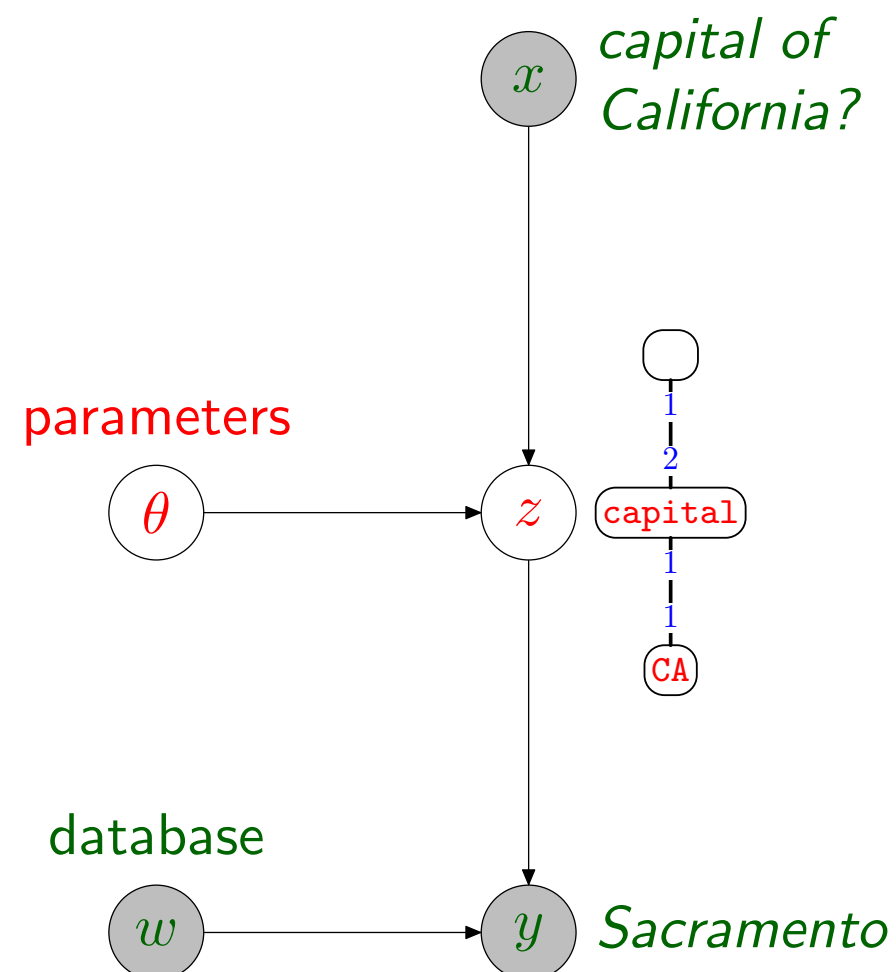 x
capital of
California?
1
2
parameters
θ
z
capital
1
1
CA
database
w
y
Sacramento